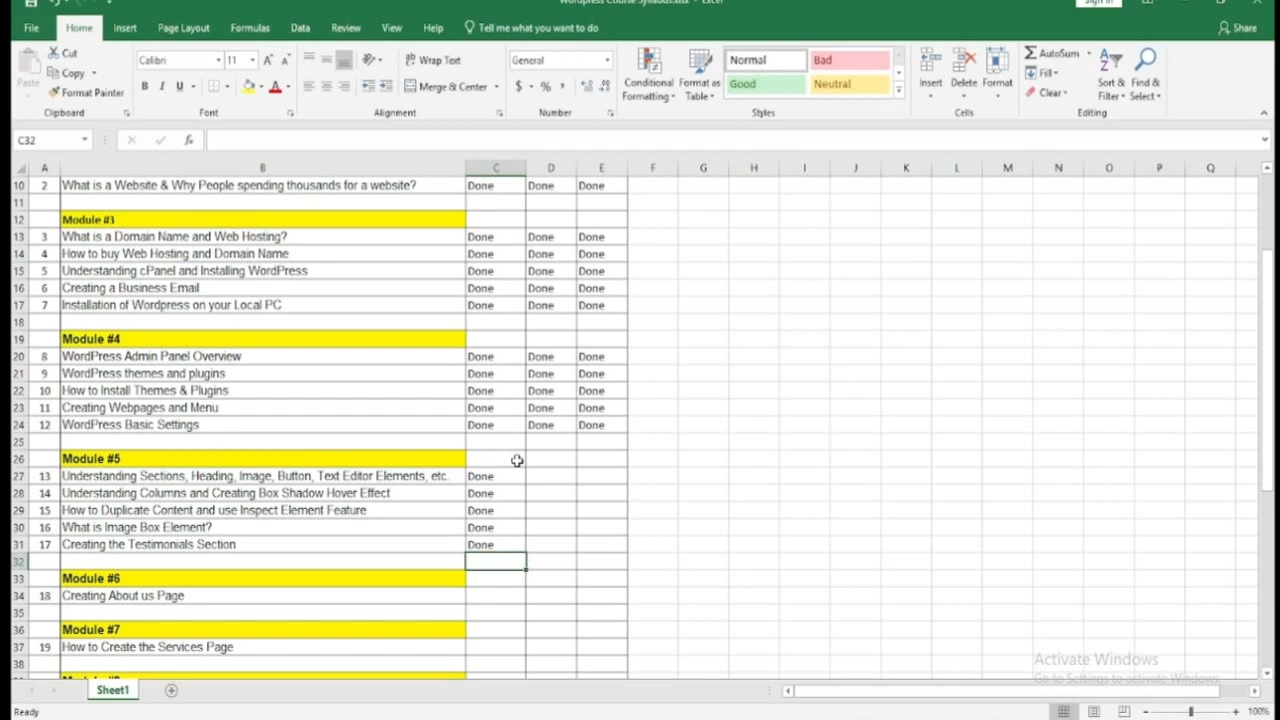 Wordpress Course Syllabus.xlsx - Excel
Sign in
File Home Insert Page Layout Formulas Data Review View Help Tell me what you want to do Share
Cut
Copy
Format Painter
Paste
Calibri 11
B I U
Wrap Text
Merge & Center
General
$ % ,
Conditional Formatting
Format as Table
Normal Bad
Good Neutral
Insert Delete Format
AutoSum
Fill
Clear
Sort & Filter
Find & Select
Clipboard Font Alignment Number Styles Cells Editing
C32 fx
A B C D E F G H I J K L M N O P Q
10 2 What is a Website & Why People spending thousands for a website? Done Done Done
11
12 Module #3
13 3 What is a Domain Name and Web Hosting? Done Done Done
14 4 How to buy Web Hosting and Domain Name Done Done Done
15 5 Understanding cPanel and Installing WordPress Done Done Done
16 6 Creating a Business Email Done Done Done
17 7 Installation of Wordpress on your Local PC Done Done Done
18
19 Module #4
20 8 WordPress Admin Panel Overview Done Done Done
21 9 WordPress themes and plugins Done Done Done
22 10 How to Install Themes & Plugins Done Done Done
23 11 Creating Webpages and Menu Done Done Done
24 12 WordPress Basic Settings Done Done Done
25
26 Module #5
27 13 Understanding Sections, Heading, Image, Button, Text Editor Elements, etc. Done
28 14 Understanding Columns and Creating Box Shadow Hover Effect Done
29 15 How to Duplicate Content and use Inspect Element Feature Done
30 16 What is Image Box Element? Done
31 17 Creating the Testimonials Section Done
32
33 Module #6
34 18 Creating About us Page
35
36 Module #7
37 19 How to Create the Services Page
38
Activate Windows
Go to Settings to activate Windows.
Sheet1
Ready 100%